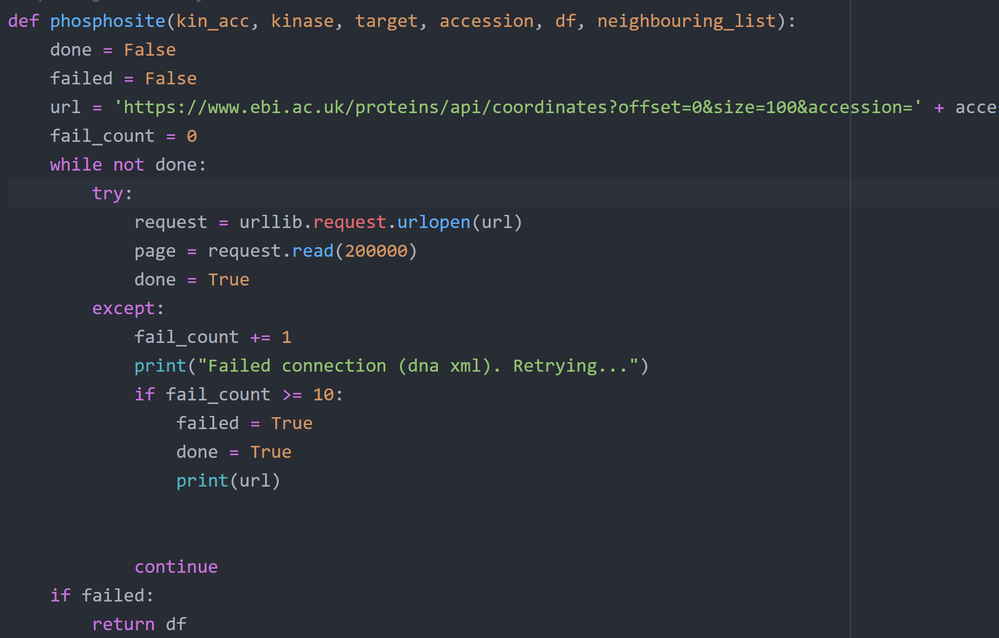 def phosphosite(kin_acc, kinase, target, accession, df, neighbouring_list):
    done = False
    failed = False
    url = 'https://www.ebi.ac.uk/proteins/api/coordinates?offset=0&size=100&accession=' + acce
    fail_count = 0
    while not done:
        try:
            request = urllib.request.urlopen(url)
            page = request.read(200000)
            done = True
        except:
            fail_count += 1
            print("Failed connection (dna xml). Retrying...")
            if fail_count >= 10:
                failed = True
                done = True
                print(url)
            continue
    if failed:
        return df